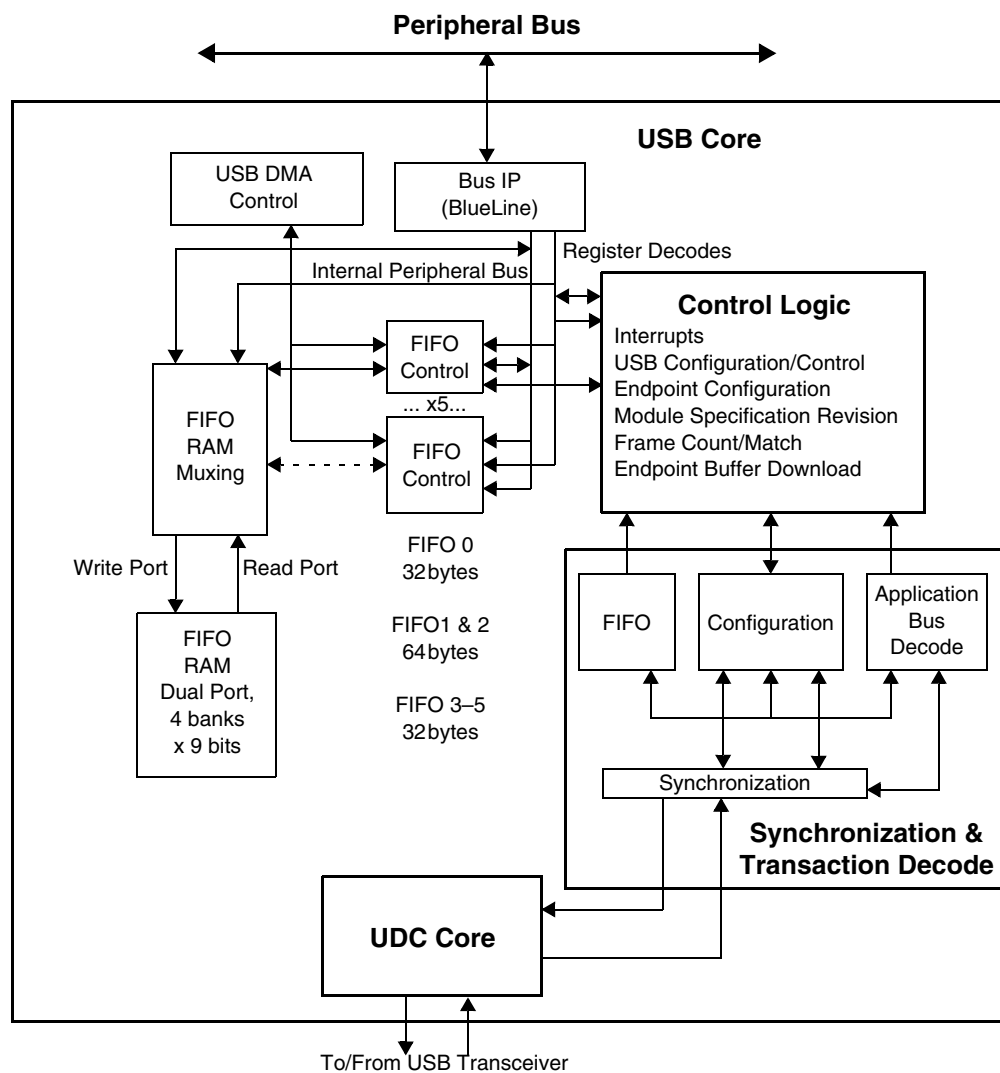 Peripheral Bus
USB Core
USB DMA
Control
Bus IP
(BlueLine)
Register Decodes
Internal Peripheral Bus
Control Logic
Interrupts
USB Configuration/Control
Endpoint Configuration
Module Specification Revision
Frame Count/Match
Endpoint Buffer Download
FIFO
Control
... x5...
FIFO
Control
FIFO
RAM
Muxing
Write Port
Read Port
FIFO
RAM
Dual Port,
4 banks
x 9 bits
FIFO 0
32bytes
FIFO1 & 2
64bytes
FIFO 3–5
32bytes
FIFO
Configuration
Application
Bus
Decode
Synchronization
Synchronization &
Transaction Decode
UDC Core
To/From USB Transceiver